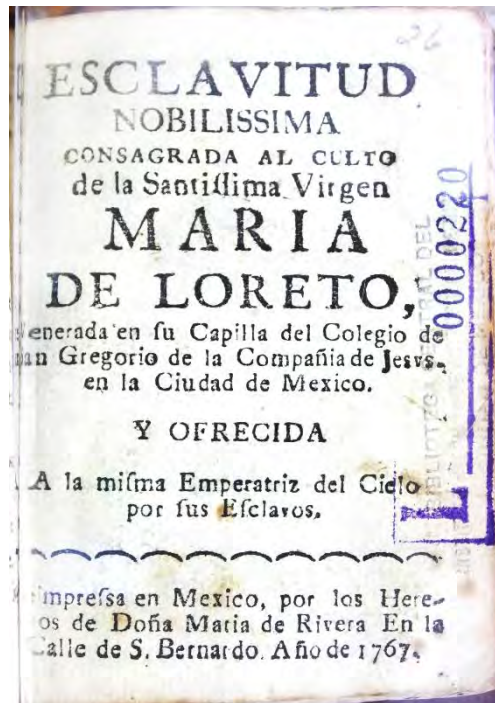 26
ESCLAVITUD
NOBILISSIMA
CONSAGRADA AL CULTO
de la Santiſſima Virgen
MARIA
DE LORETO,
Venerada en ſu Capilla del Colegio de
San Gregorio de la Compañia de Jesvs.
en la Ciudad de Mexico.
Y OFRECIDA
A la miſma Emperatriz del Cielo
por ſus Eſclavos.
impreſsa en Mexico, por los Here-
os de Doña Maria de Rivera En la
Calle de S. Bernardo. Año de 1767.
0000220